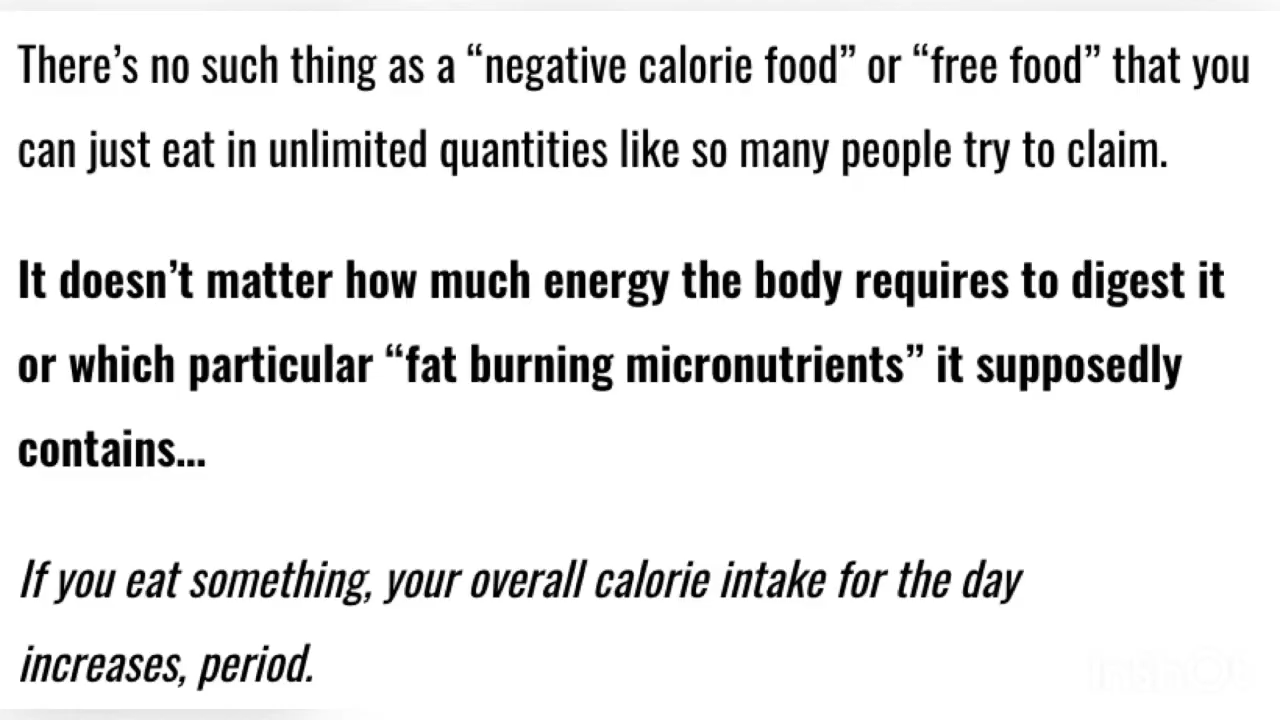 There’s no such thing as a “negative calorie food” or “free food” that you
can just eat in unlimited quantities like so many people try to claim.
It doesn’t matter how much energy the body requires to digest it
or which particular “fat burning micronutrients” it supposedly
contains...
If you eat something, your overall calorie intake for the day
increases, period.